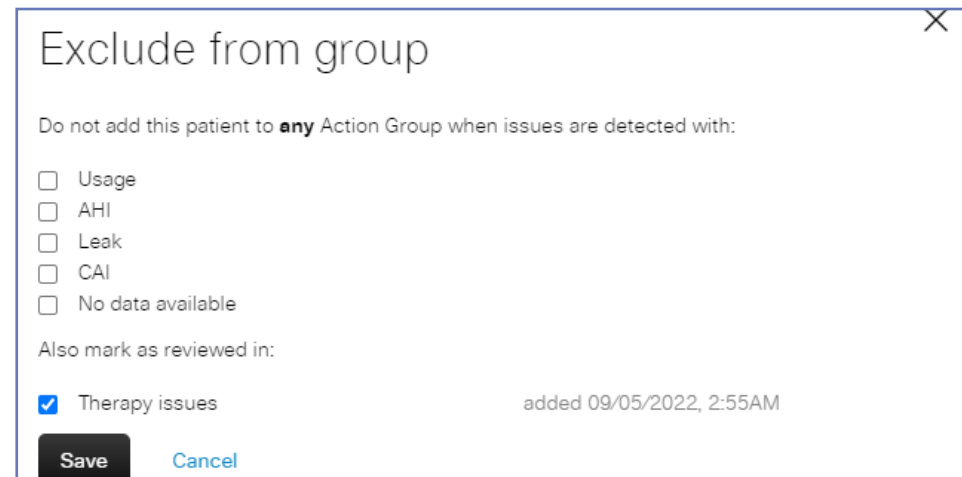 Exclude from group
Do not add this patient to any Action Group when issues are detected with:
Usage
AHI
Leak
CAI
No data available
Also mark as reviewed in:
Therapy issues added 09/05/2022, 2:55AM
Save Cancel